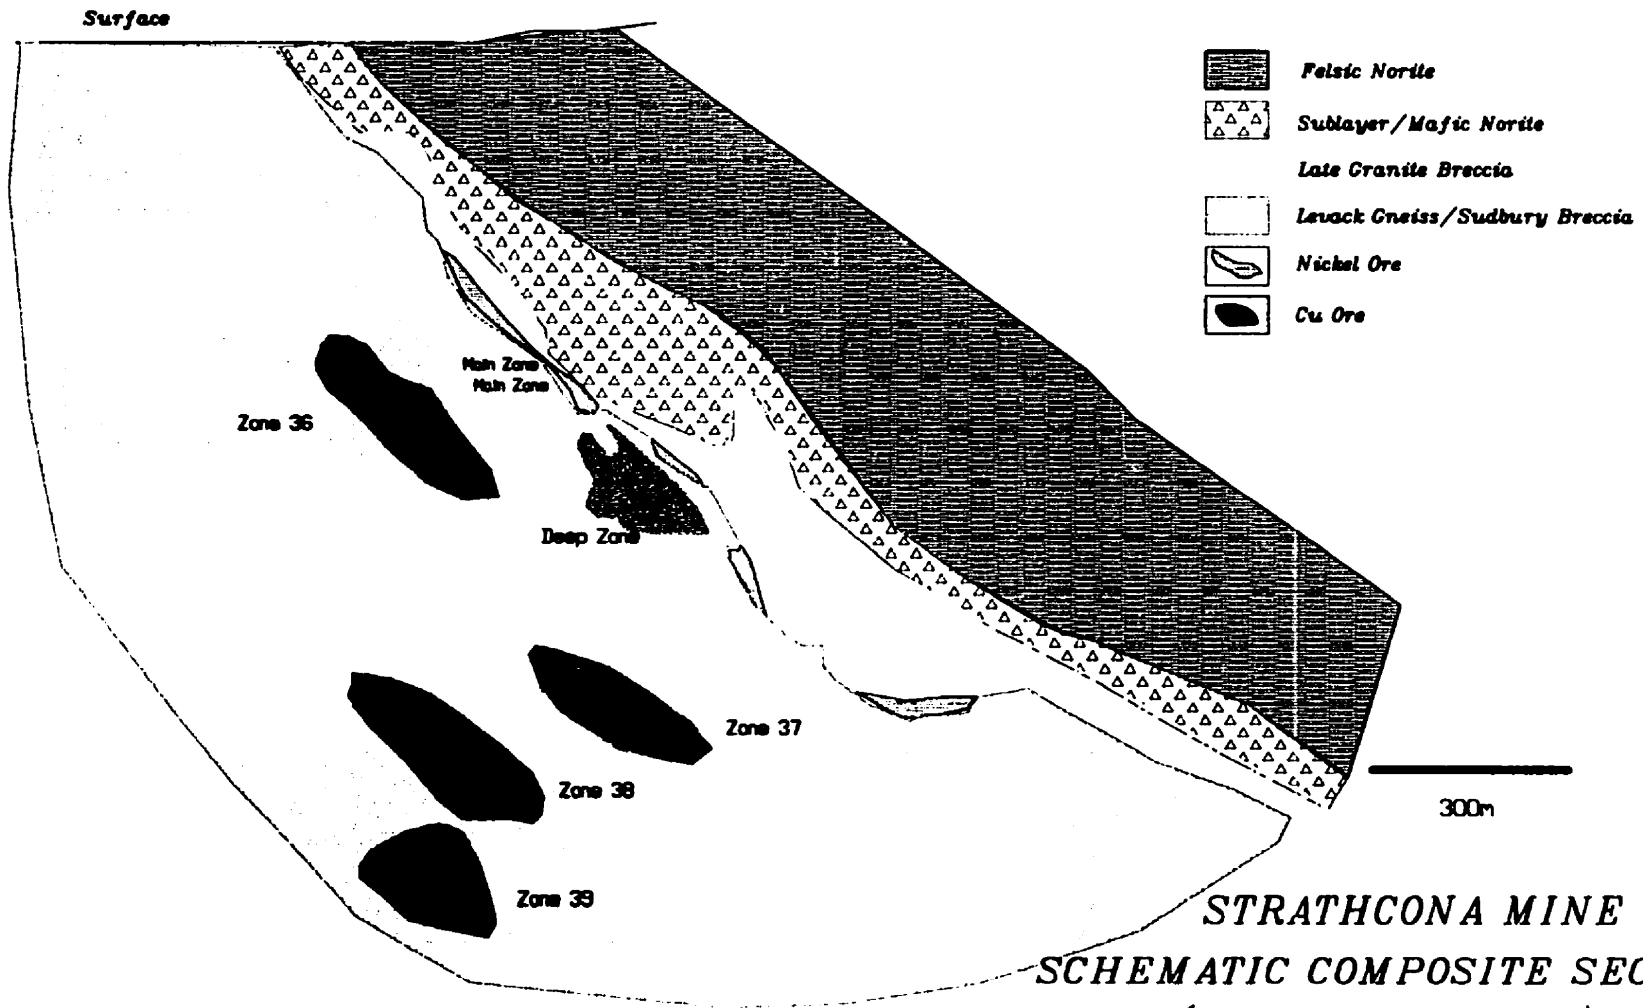 Surface
Felsic Norite
Sublayer/Mafic Norite
Late Granite Breccia
Levack Gneiss/Sudbury Breccia
Nickel Ore
Cu Ore
Main Zone
Main Zone
Zone 36
Deep Zone
Zone 37
Zone 38
Zone 39
300m
STRATHCONA MINE
SCHEMATIC COMPOSITE SEC